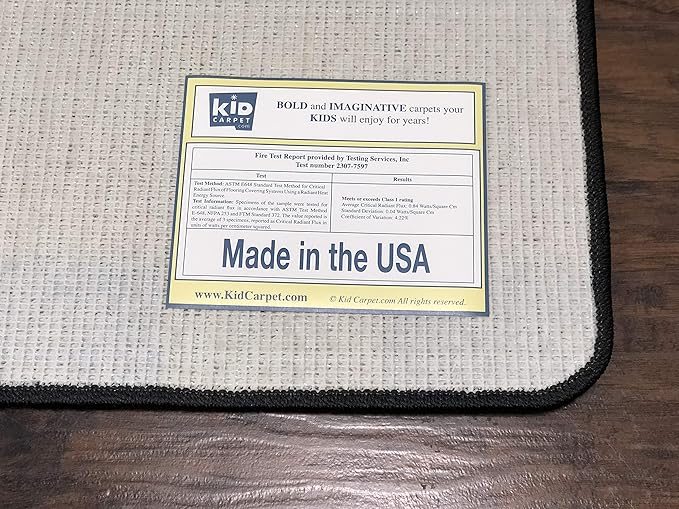 KID
CARPET
.com
BOLD and IMAGINATIVE carpets your
KIDS will enjoy for years!
Fire Test Report provided by Testing Services, Inc
Test number 2307-7597
Test
Results
Test Method: ASTM E648 Standard Test Method for Critical
Radiant Flux of Flooring Covering Systems Using a Radiant Heat
Energy Source.
Test Information: Specimens of the sample were tested for
critical radiant flux in accordance with ASTM Test Method
E-648, NFPA 253 and FTM Standard 372. The value reported is
the average of 3 specimens, reported as Critical Radiant Flux in
units of watts per centimeter squared.
Meets or exceeds Class 1 rating
Average Critical Radiant Flux: 0.84 Watts/Square Cm
Standard Deviation: 0.04 Watts/Square Cm
Coefficient of Variation: 4.22%
Made in the USA
www.KidCarpet.com
© Kid Carpet.com All rights reserved.